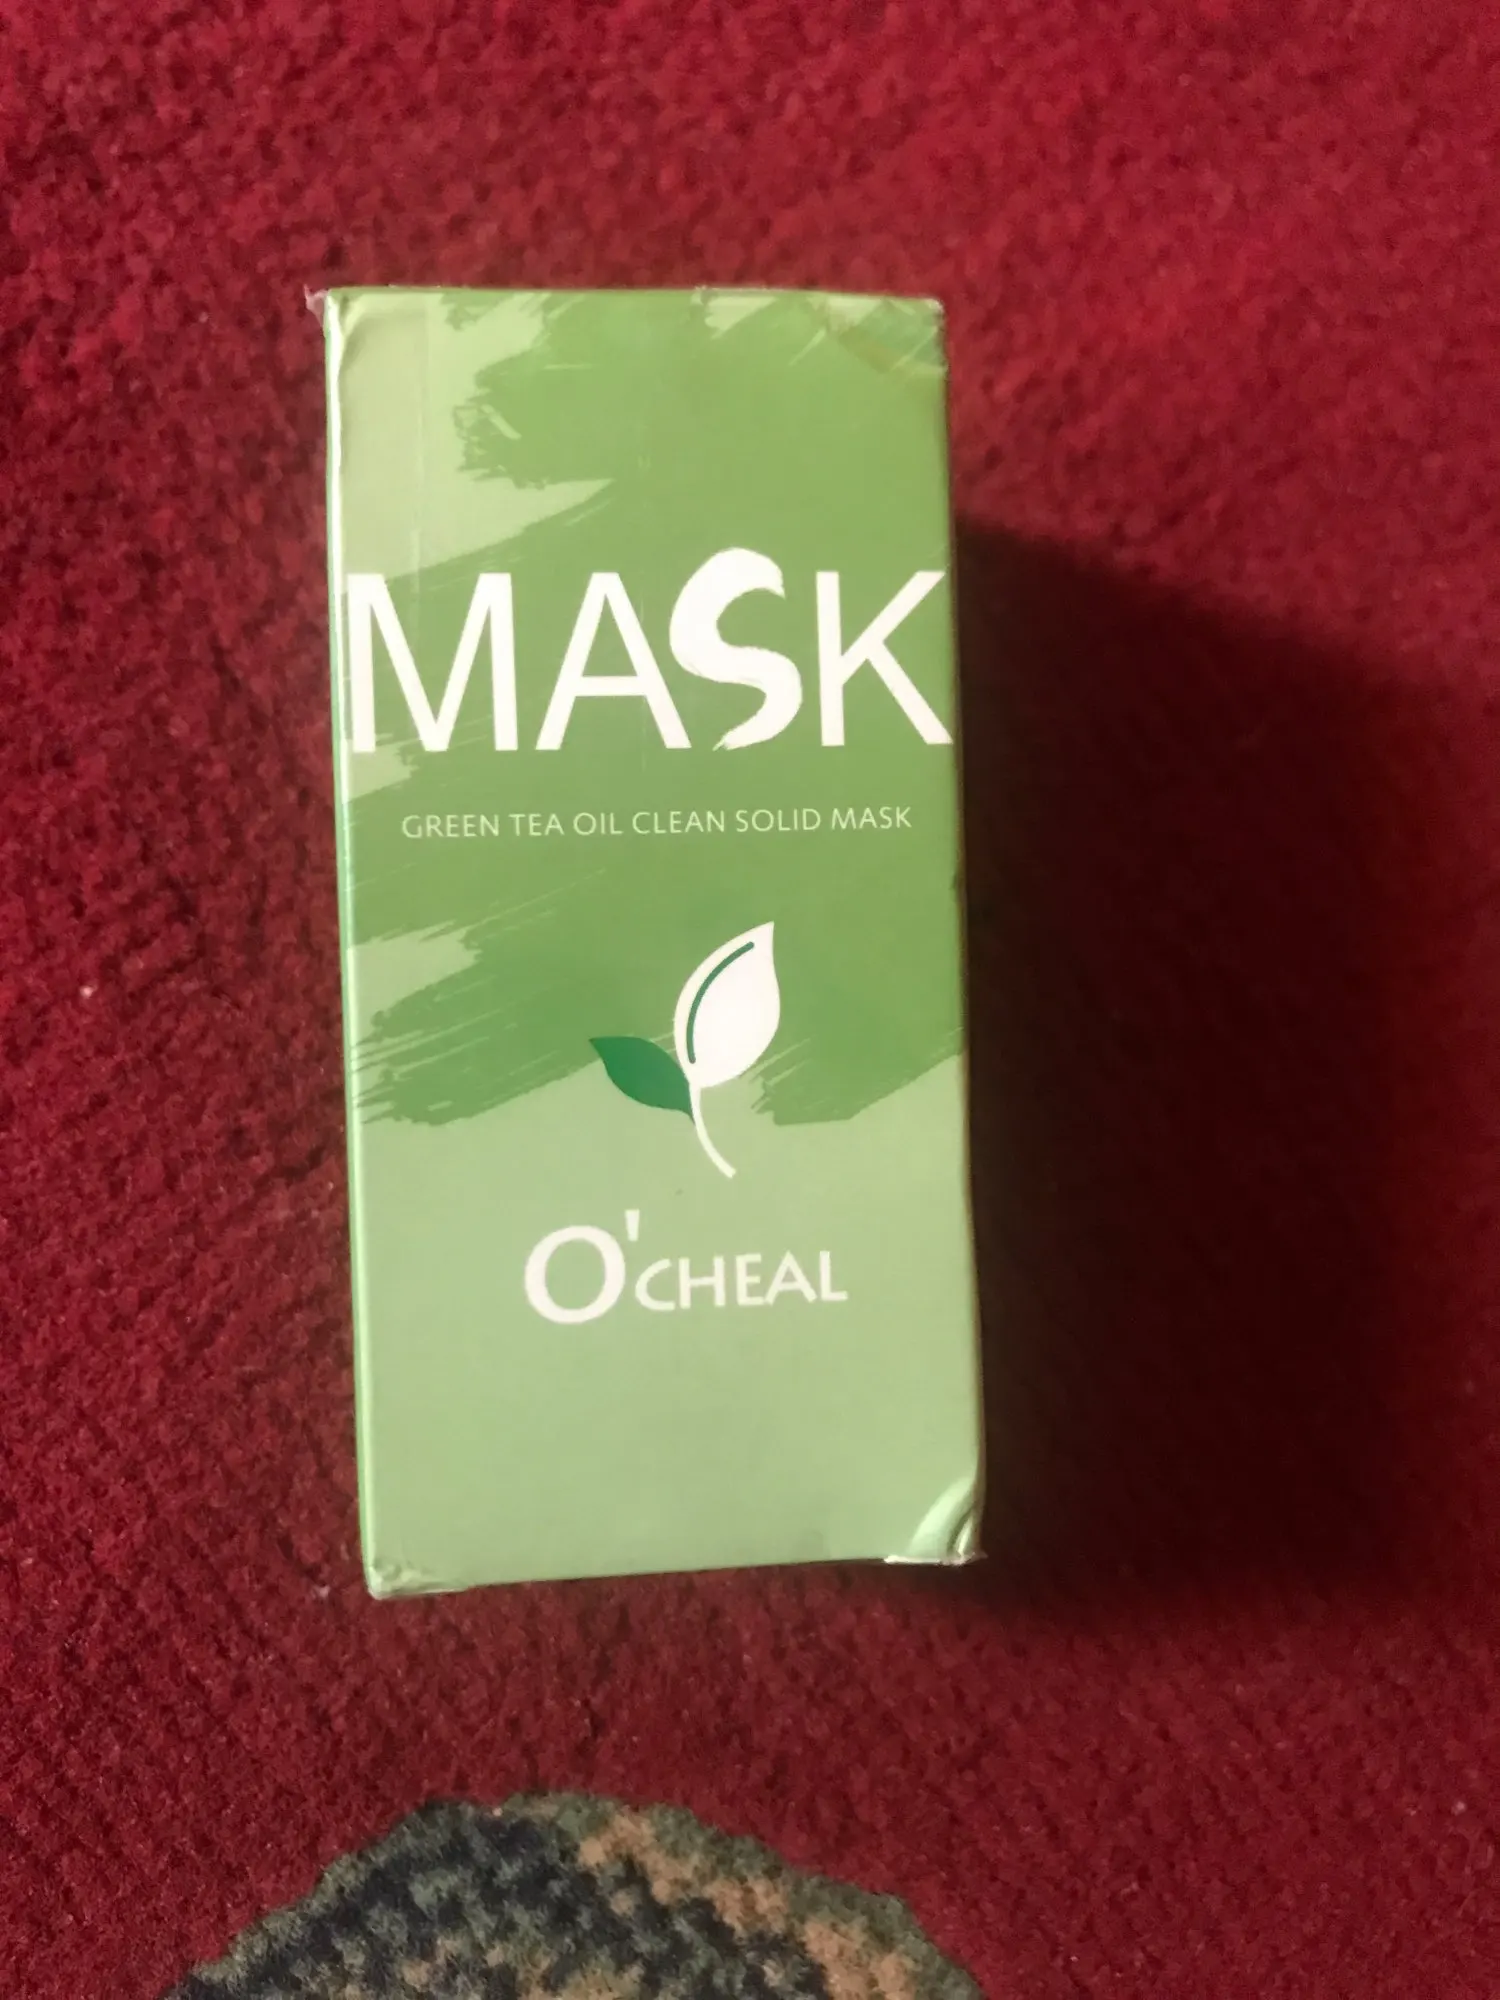 MASK
GREEN TEA OIL CLEAN SOLID MASK
O'CHEAL